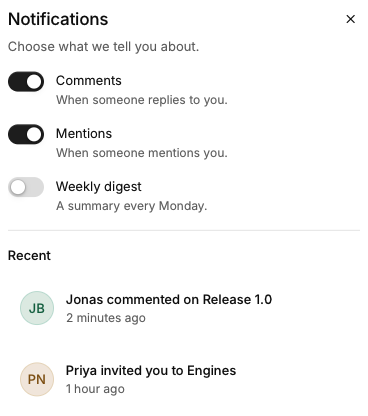 Notifications
Choose what we tell you about.
Comments
When someone replies to you.
Mentions
When someone mentions you.
Weekly digest
A summary every Monday.
Recent
JB
Jonas commented on Release 1.0
2 minutes ago
PN
Priya invited you to Engines
1 hour ago